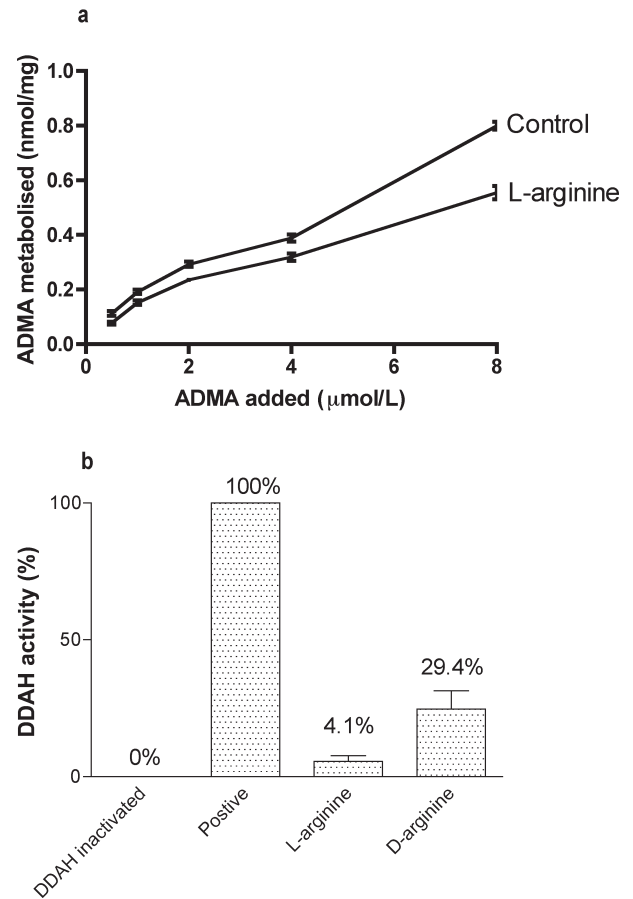 a
ADMA metabolised (nmol/mg)
1.0
0.8
0.6
0.4
0.2
0.0
Control
L-arginine
0 2 4 6 8
ADMA added (μmol/L)
b
DDAH activity (%)
100
50
0
0%
100%
4.1%
29.4%
DDAH inactivated
Postive
L-arginine
D-arginine